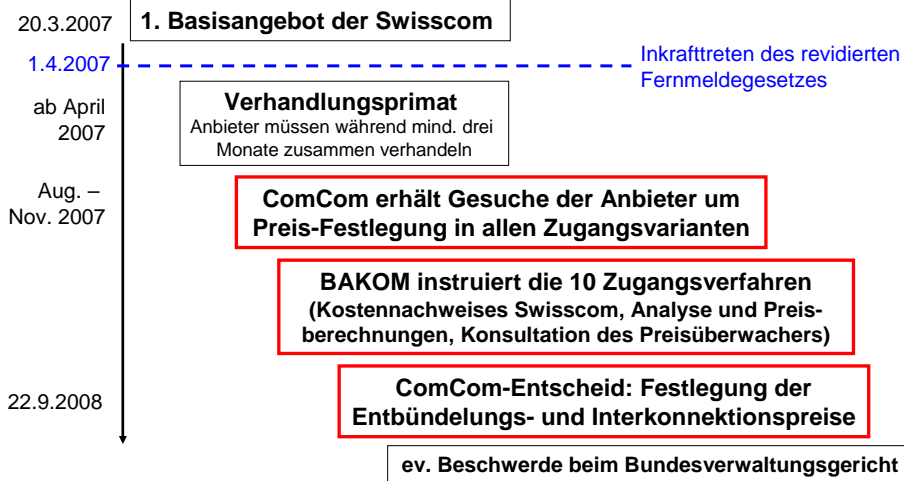 20.3.2007
1. Basisangebot der Swisscom
1.4.2007
Inkrafttreten des revidierten
Fernmeldegesetzes
ab April
2007
Verhandlungsprimat
Anbieter müssen während mind. drei
Monate zusammen verhandeln
Aug. –
Nov. 2007
ComCom erhält Gesuche der Anbieter um
Preis-Festlegung in allen Zugangsvarianten
BAKOM instruiert die 10 Zugangsverfahren
(Kostennachweises Swisscom, Analyse und Preis-
berechnungen, Konsultation des Preisüberwachers)
22.9.2008
ComCom-Entscheid: Festlegung der
Entbündelungs- und Interkonnektionspreise
ev. Beschwerde beim Bundesverwaltungsgericht